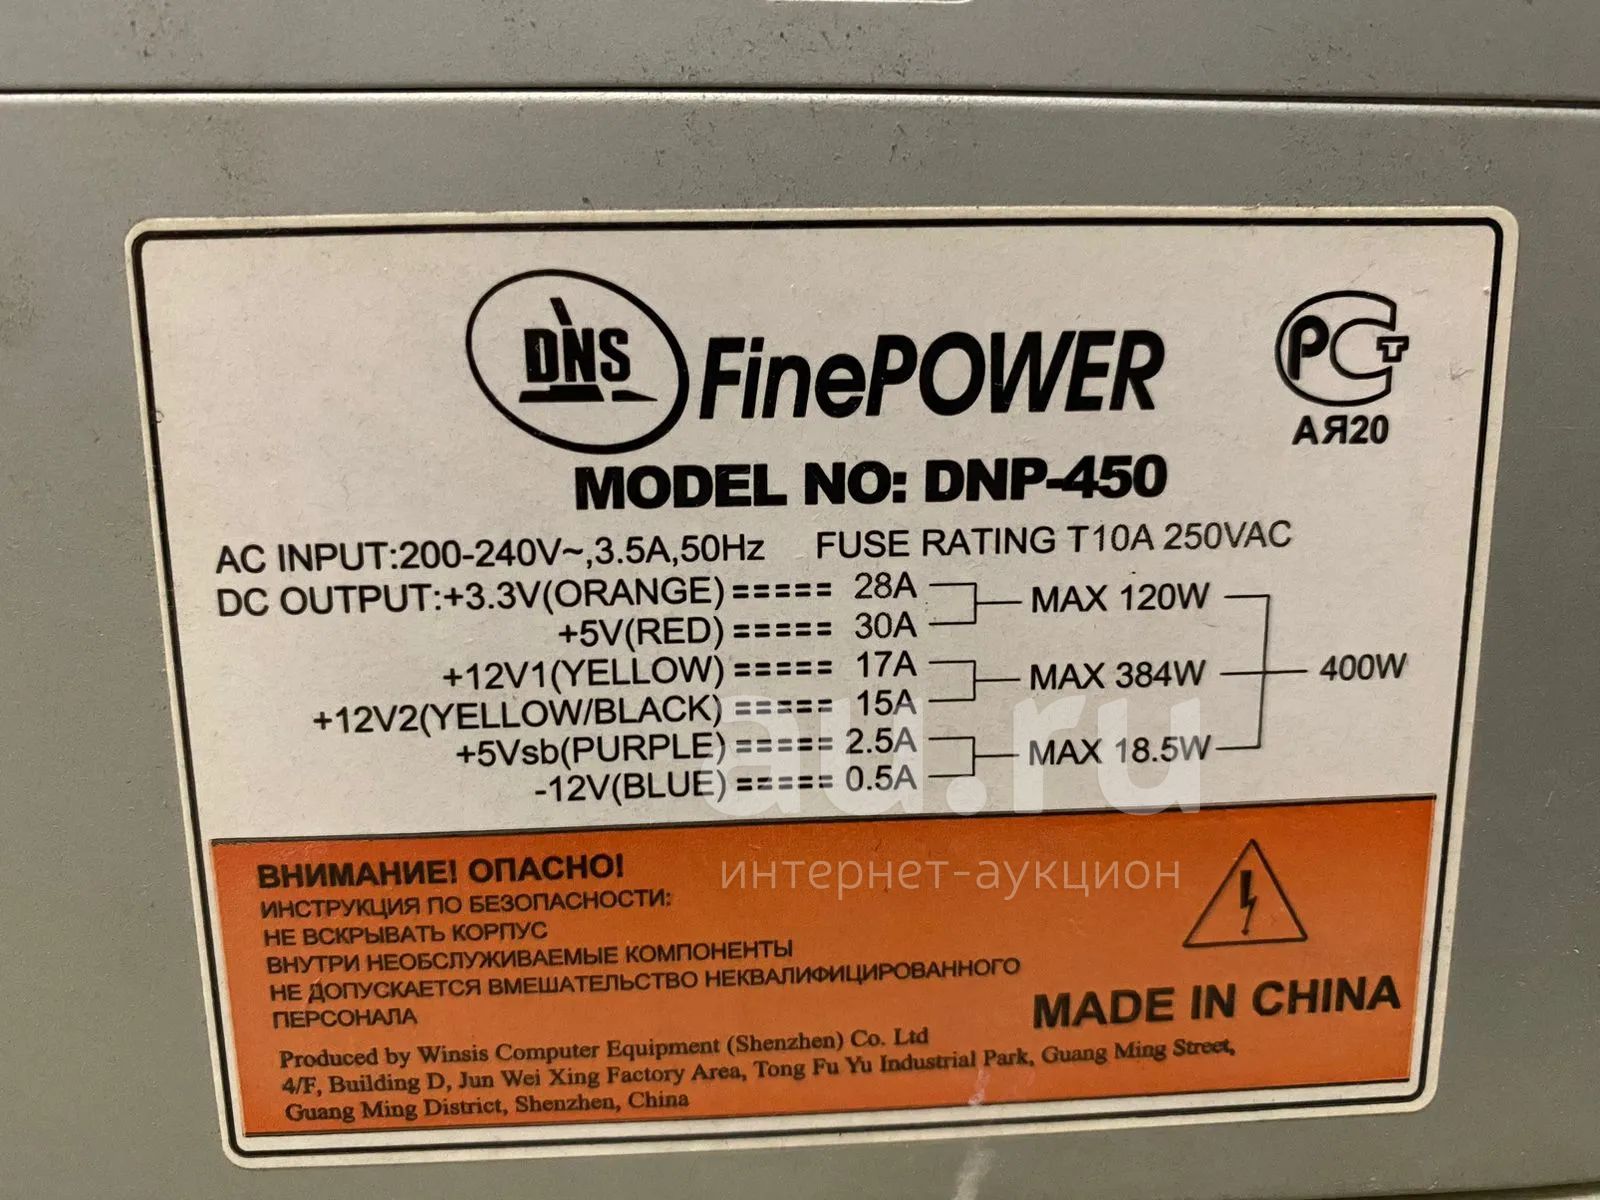 DNS FinePOWER
РСТ
АЯ20
MODEL NO: DNP-450
AC INPUT:200-240V~,3.5A,50Hz FUSE RATING T10A 250VAC
DC OUTPUT:+3.3V(ORANGE) ===== 28A MAX 120W
+5V(RED) ===== 30A
+12V1(YELLOW) ===== 17A MAX 384W 400W
+12V2(YELLOW/BLACK) ===== 15A
+5Vsb(PURPLE) ===== 2.5A MAX 18.5W
-12V(BLUE) ===== 0.5A
au.ru
интернет-аукцион
ВНИМАНИЕ! ОПАСНО!
ИНСТРУКЦИЯ ПО БЕЗОПАСНОСТИ:
НЕ ВСКРЫВАТЬ КОРПУС
ВНУТРИ НЕОБСЛУЖИВАЕМЫЕ КОМПОНЕНТЫ
НЕ ДОПУСКАЕТСЯ ВМЕШАТЕЛЬСТВО НЕКВАЛИФИЦИРОВАННОГО
ПЕРСОНАЛА
MADE IN CHINA
Produced by Winsis Computer Equipment (Shenzhen) Co. Ltd
4/F, Building D, Jun Wei Xing Factory Area, Tong Fu Yu Industrial Park, Guang Ming Street,
Guang Ming District, Shenzhen, China